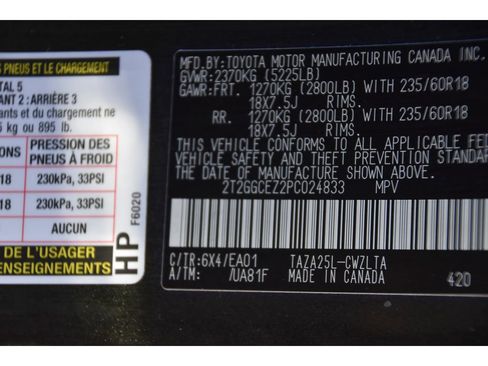 PNEUS ET LE CHARGEMENT
TAL 5
ANT 2 : ARRIÈRE 3
ants et du chargement ne
5 kg ou 895 lb.
ONS PRESSION DES PNEUS À FROID
18 230kPa, 33PSI
18 230kPa, 33PSI
AUCUN
DE L'USAGER
ENSEIGNEMENTS
HP
F6020
MFD.BY:TOYOTA MOTOR MANUFACTURING CANADA INC.
GVWR:2370KG (5225LB)
GAWR:FRT. 1270KG (2800LB) WITH 235/60R18
18X7.5J RIMS.
RR. 1270KG (2800LB) WITH 235/60R18
18X7.5J RIMS.
THIS VEHICLE CONFORMS TO ALL APPLICABLE FEDE
VEHICLE SAFETY AND THEFT PREVENTION STANDAR
THE DATE OF MANUFACTURE SHOWN ABOVE.
2T2GGCEZ2PC024833 MPV
C/TR:6X4/EA01 TAZA25L-CWZLTA
A/TM: /UA81F MADE IN CANADA 420